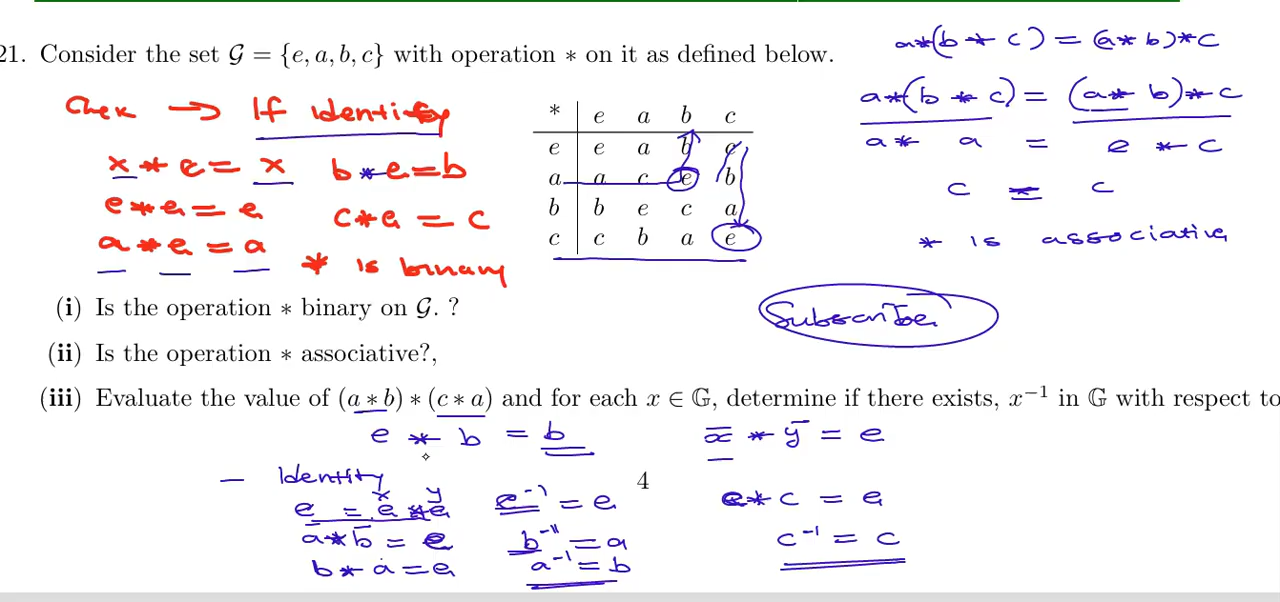 21. Consider the set G = {e, a, b, c} with operation * on it as defined below.
a*(b * c) = (a * b)*c
Chek → If identity
a*(b * c) = (a* b)*c
a* a = e * c
c = c
* is associative
x * e = x b*e=b
e*e = e c*e = c
a*e = a * is binary
* e a b c
e e a b c
a a c e b
b b e c a
c c b a e
Subscribe
(i) Is the operation * binary on G. ?
(ii) Is the operation * associative?,
(iii) Evaluate the value of (a * b) * (c * a) and for each x ∈ G, determine if there exists, x⁻¹ in G with respect to
e * b = b x * y = e
– Identity
x y
e = e * e e⁻¹ = e
4
c*c = e
a*b = e b⁻¹ = a c⁻¹ = c
b* a = e a⁻¹ = b